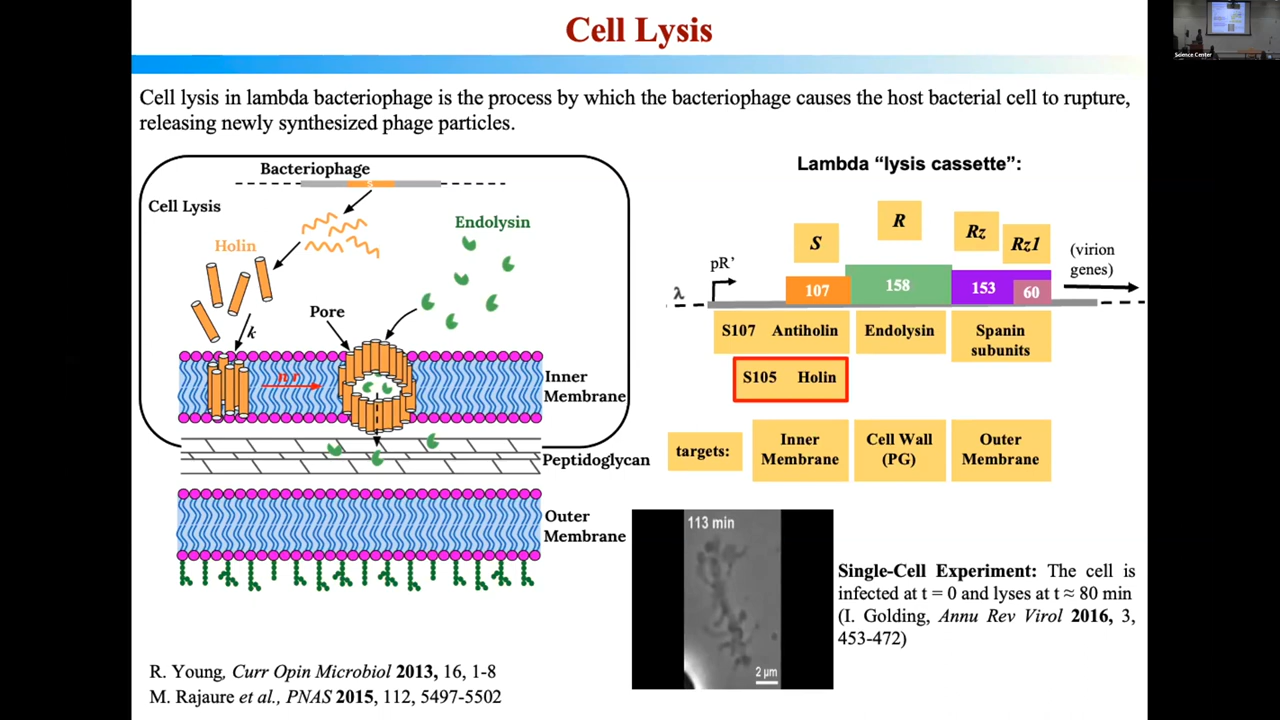 Cell Lysis
Science Center
Cell lysis in lambda bacteriophage is the process by which the bacteriophage causes the host bacterial cell to rupture,
releasing newly synthesized phage particles.
Bacteriophage
S
Cell Lysis
Holin
Endolysin
k
Pore
n r
Inner
Membrane
Peptidoglycan
Outer
Membrane
Lambda “lysis cassette”:
S
R
Rz
Rz1
(virion
genes)
pR’
λ
107
158
153
60
S107 Antiholin
Endolysin
Spanin
subunits
S105 Holin
targets:
Inner
Membrane
Cell Wall
(PG)
Outer
Membrane
113 min
2 μm
Single-Cell Experiment: The cell is
infected at t = 0 and lyses at t ≈ 80 min
(I. Golding, Annu Rev Virol 2016, 3,
453-472)
R. Young, Curr Opin Microbiol 2013, 16, 1-8
M. Rajaure et al., PNAS 2015, 112, 5497-5502